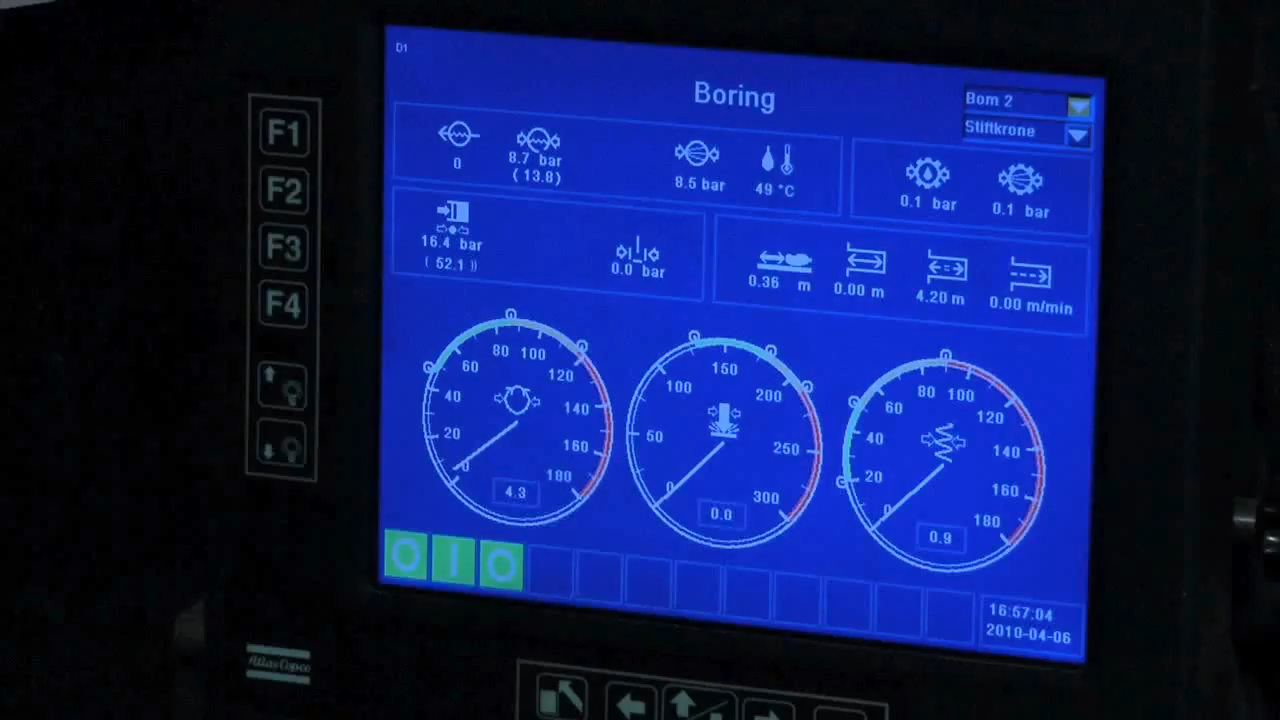 D1
Boring
Bom 2
Stiftkrone
F1
F2
F3
F4
0
8.7 bar
(13.8)
8.5 bar
49 °C
0.1 bar
0.1 bar
16.4 bar
(52.1)
0.0 bar
0.36 m
0.00 m
4.20 m
0.00 m/min
0 20 40 60 80 100 120 140 160 180
4.3
0 50 100 150 200 250 300
0.0
0 20 40 60 80 100 120 140 160 180
0.9
O I O
16:57:04
2010-04-06
Atlas Copco